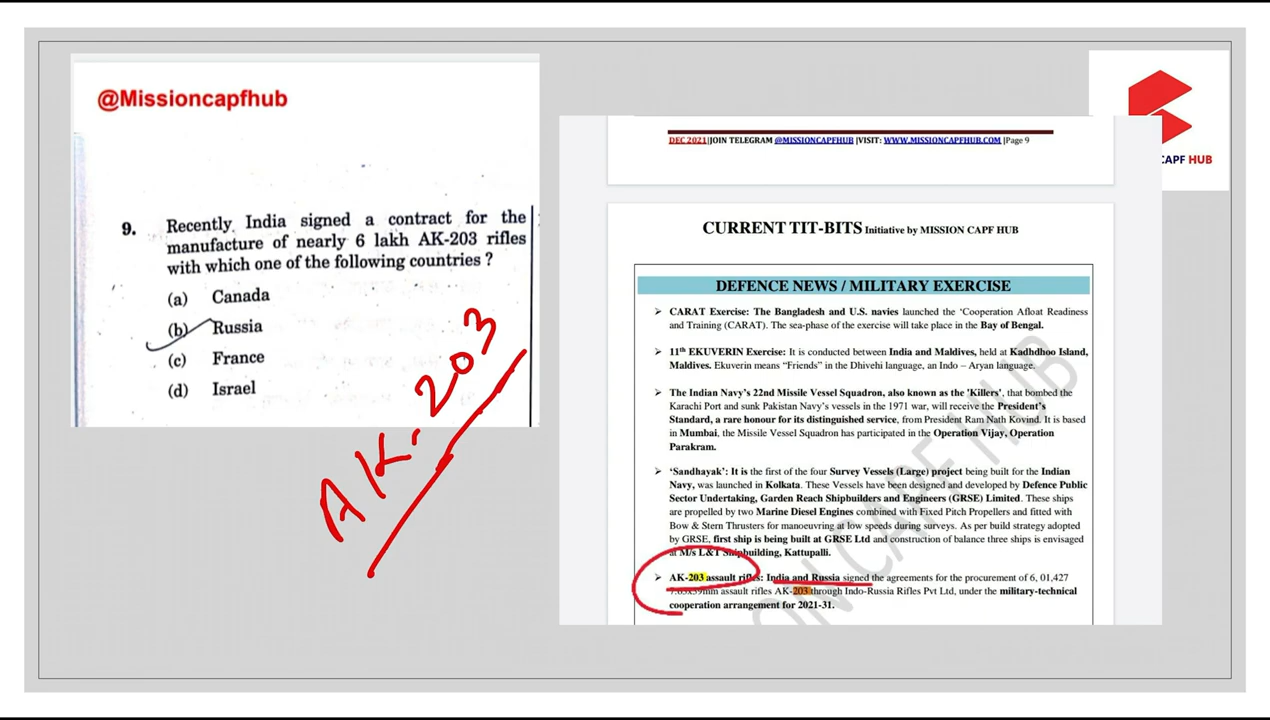 @Missioncapfhub
9. Recently India signed a contract for the
manufacture of nearly 6 lakh AK-203 rifles
with which one of the following countries ?
(a) Canada
(b) Russia
(c) France
(d) Israel
AK-203
CAPF HUB
DEC 2021|JOIN TELEGRAM @MISSIONCAPFHUB |VISIT: WWW.MISSIONCAPFHUB.COM |Page 9
CURRENT TIT-BITS Initiative by MISSION CAPF HUB
DEFENCE NEWS / MILITARY EXERCISE
➢ CARAT Exercise: The Bangladesh and U.S. navies launched the 'Cooperation Afloat Readiness
and Training (CARAT). The sea-phase of the exercise will take place in the Bay of Bengal.
➢ 11th EKUVERIN Exercise: It is conducted between India and Maldives, held at Kadhdhoo Island,
Maldives. Ekuverin means "Friends" in the Dhivehi language, an Indo – Aryan language.
➢ The Indian Navy's 22nd Missile Vessel Squadron, also known as the 'Killers', that bombed the
Karachi Port and sunk Pakistan Navy's vessels in the 1971 war, will receive the President's
Standard, a rare honour for its distinguished service, from President Ram Nath Kovind. It is based
in Mumbai, the Missile Vessel Squadron has participated in the Operation Vijay, Operation
Parakram.
➢ 'Sandhayak': It is the first of the four Survey Vessels (Large) project being built for the Indian
Navy, was launched in Kolkata. These Vessels have been designed and developed by Defence Public
Sector Undertaking, Garden Reach Shipbuilders and Engineers (GRSE) Limited. These ships
are propelled by two Marine Diesel Engines combined with Fixed Pitch Propellers and fitted with
Bow & Stern Thrusters for manoeuvring at low speeds during surveys. As per build strategy adopted
by GRSE, first ship is being built at GRSE Ltd and construction of balance three ships is envisaged
at M/s L&T Shipbuilding, Kattupalli.
➢ AK-203 assault rifles: India and Russia signed the agreements for the procurement of 6, 01,427
assault rifles AK-203 through Indo-Russia Rifles Pvt Ltd, under the military-technical
cooperation arrangement for 2021-31.
ON CAPF HUB